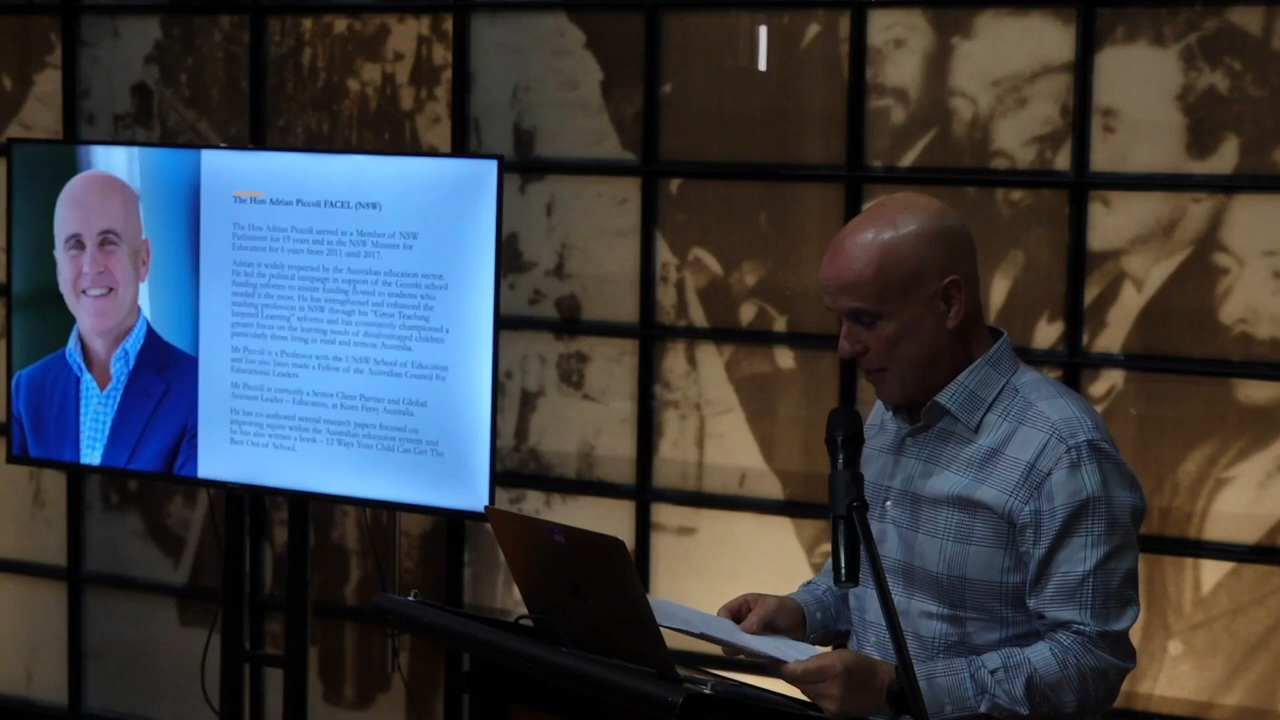 The Hon Adrian Piccoli FACEL (NSW)
The Hon Adrian Piccoli served as a Member of NSW
Parliament for 19 years and as the NSW Minister for
Education for 6 years from 2011 until 2017.
Adrian is widely respected by the Australian education sector.
He led the political campaign in support of the Gonski school
funding reforms to ensure funding flowed to students who
needed it the most. He has strengthened and enhanced the
teaching profession in NSW through his "Great Teaching
Inspired Learning" reforms and has consistently championed a
greater focus on the learning needs of disadvantaged children
particularly those living in rural and remote Australia.
Mr Piccoli is a Professor with the UNSW School of Education
and has also been made a Fellow of the Australian Council for
Educational Leaders.
Mr Piccoli is currently a Senior Client Partner and Global
Account Leader – Education, at Korn Ferry Australia.
He has co-authored several research papers focused on
improving equity within the Australian education system and
he has also written a book – 12 Ways Your Child Can Get The
Best Out of School.